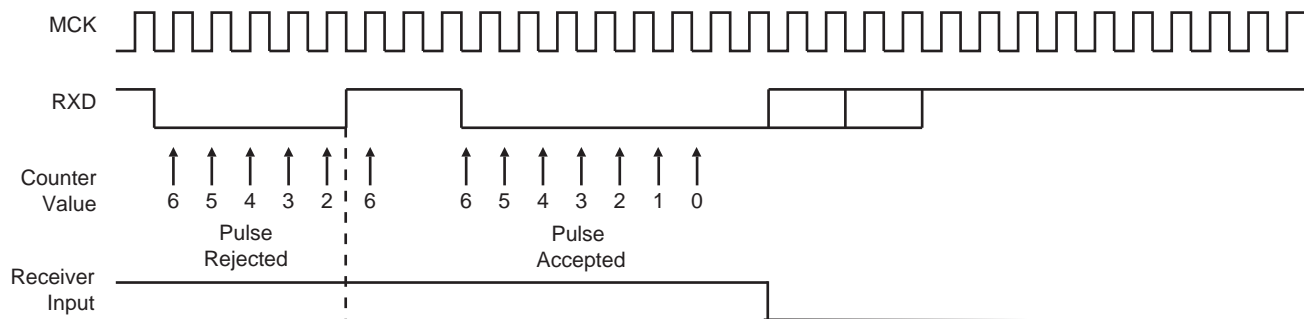 MCK
RXD
Counter
Value
6 5 4 3 2 6 6 5 4 3 2 1 0
Pulse
Rejected
Pulse
Accepted
Receiver
Input